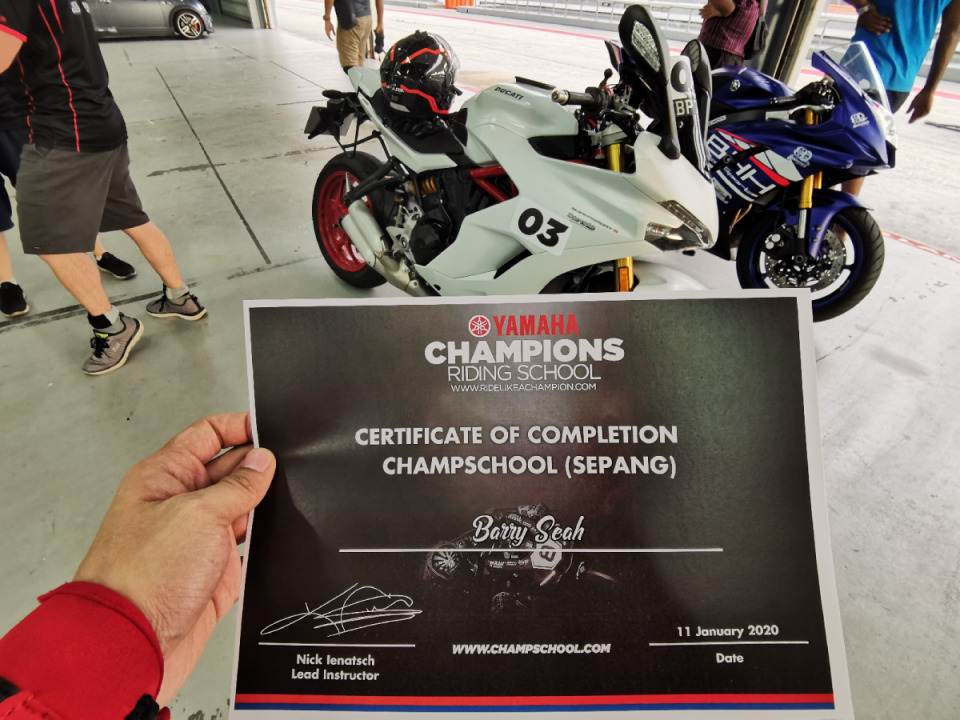 DUCATI
03
YAMAHA
CHAMPIONS
RIDING SCHOOL
WWW.RIDELIKEACHAMPION.COM
CERTIFICATE OF COMPLETION
CHAMPSCHOOL (SEPANG)
Barry Seah
Nick Ienatsch
Lead Instructor
WWW.CHAMPSCHOOL.COM
11 January 2020
Date